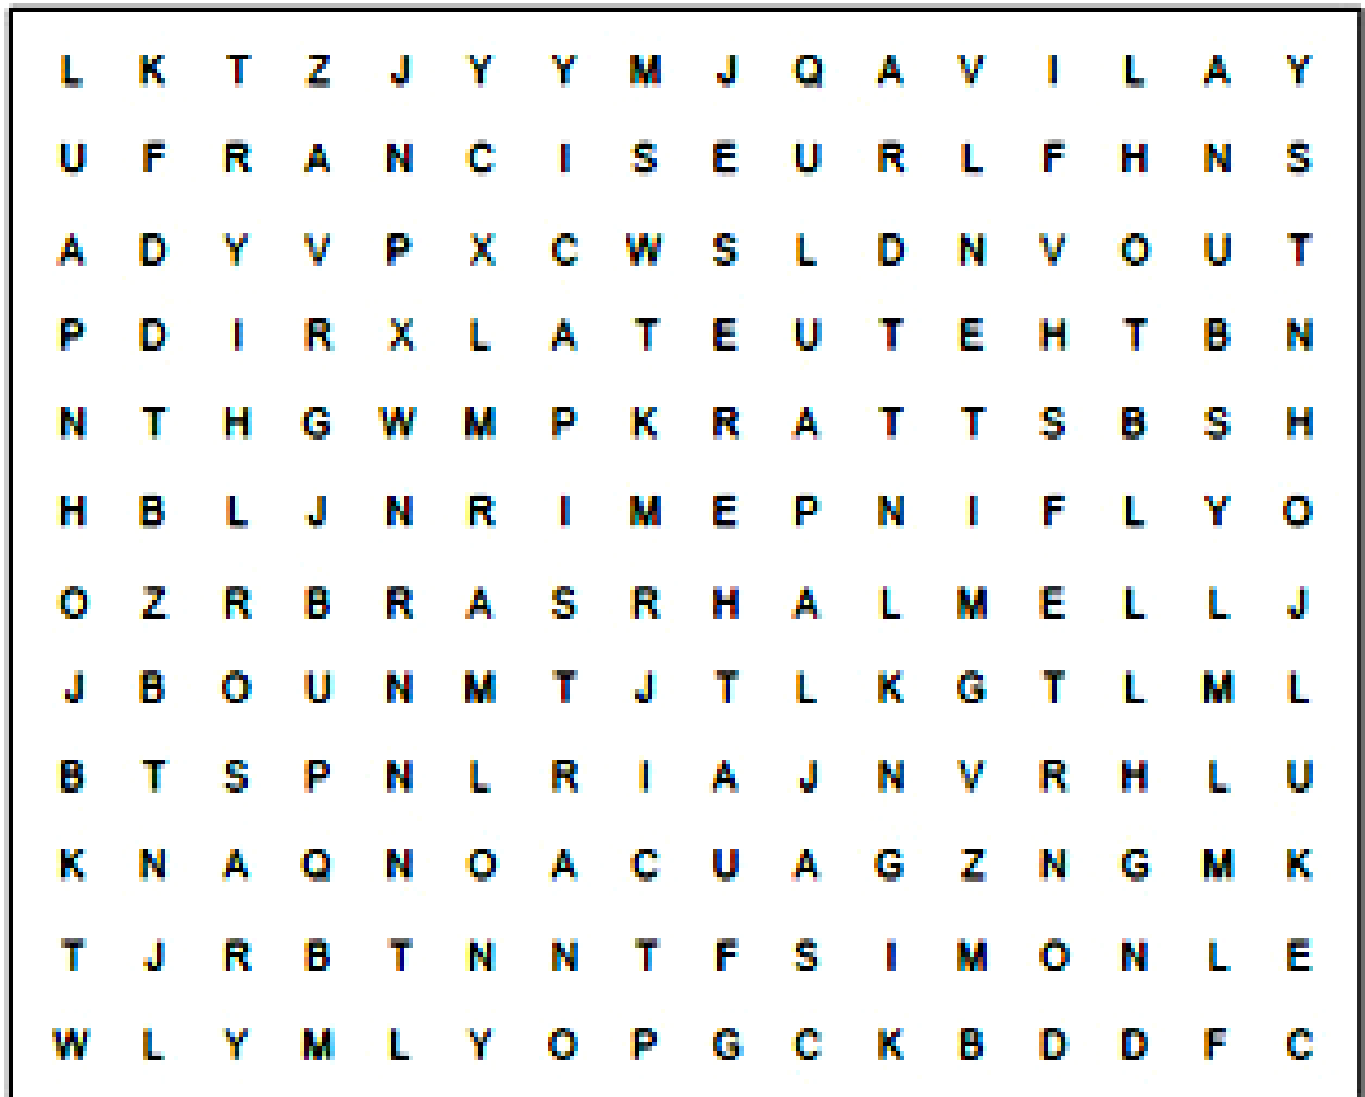 L K T Z J Y Y M J Q A V I L A Y
U F R A N C I S E U R L F H N S
A D Y V P X C W S L D N V O U T
P D I R X L A T E U T E H T B N
N T H G W M P K R A T T S B S H
H B L J N R I M E P N I F L Y O
O Z R B R A S R H A L M E L L J
J B O U N M T J T L K G T L M L
B T S P N L R I A J N V R H L U
K N A Q N O A C U A G Z N G M K
T J R B T N N T F S I M O N L E
W L Y M L Y O P G C K B D D F C